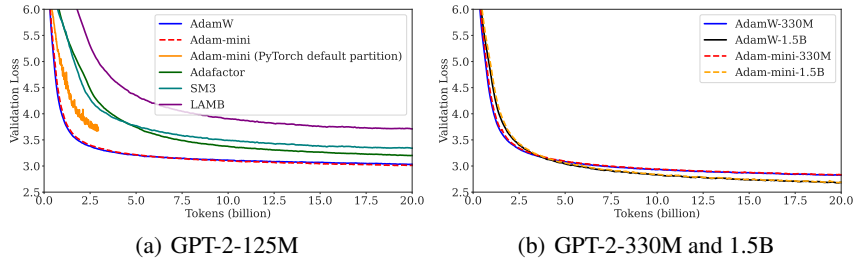 6.0
5.5
5.0
4.5
4.0
3.5
3.0
2.5
Validation Loss
AdamW
Adam-mini
Adam-mini (PyTorch default partition)
Adafactor
SM3
LAMB
0.0 2.5 5.0 7.5 10.0 12.5 15.0 17.5 20.0
Tokens (billion)
(a) GPT-2-125M
6.0
5.5
5.0
4.5
4.0
3.5
3.0
2.5
Validation Loss
AdamW-330M
AdamW-1.5B
Adam-mini-330M
Adam-mini-1.5B
0.0 2.5 5.0 7.5 10.0 12.5 15.0 17.5 20.0
Tokens (billion)
(b) GPT-2-330M and 1.5B